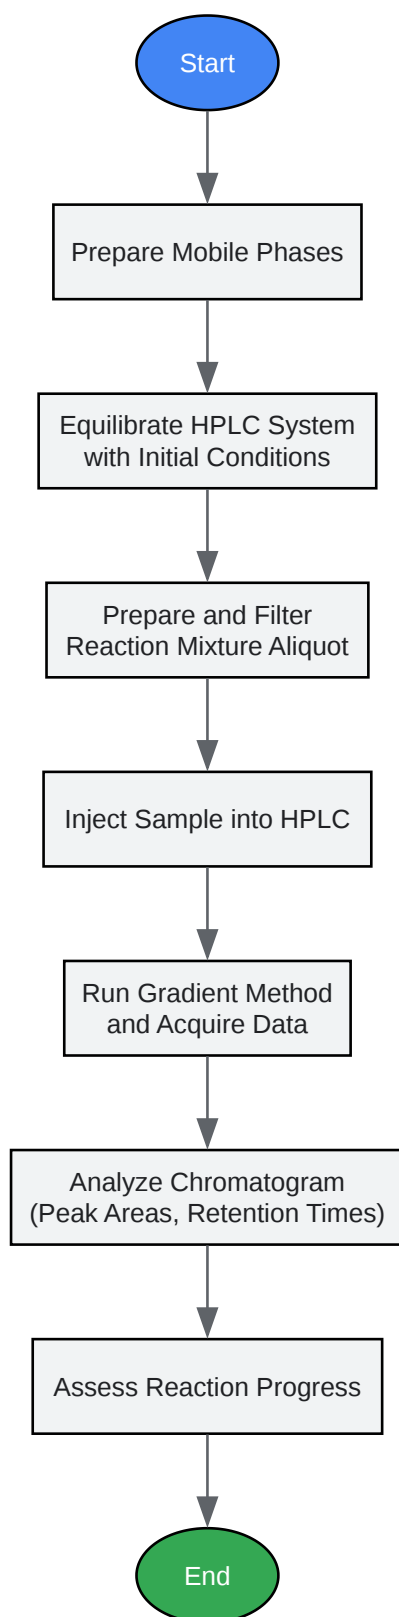 Start
Prepare Mobile Phases
Equilibrate HPLC System
with Initial Conditions
Prepare and Filter
Reaction Mixture Aliquot
Inject Sample into HPLC
Run Gradient Method
and Acquire Data
Analyze Chromatogram
(Peak Areas, Retention Times)
Assess Reaction Progress
End